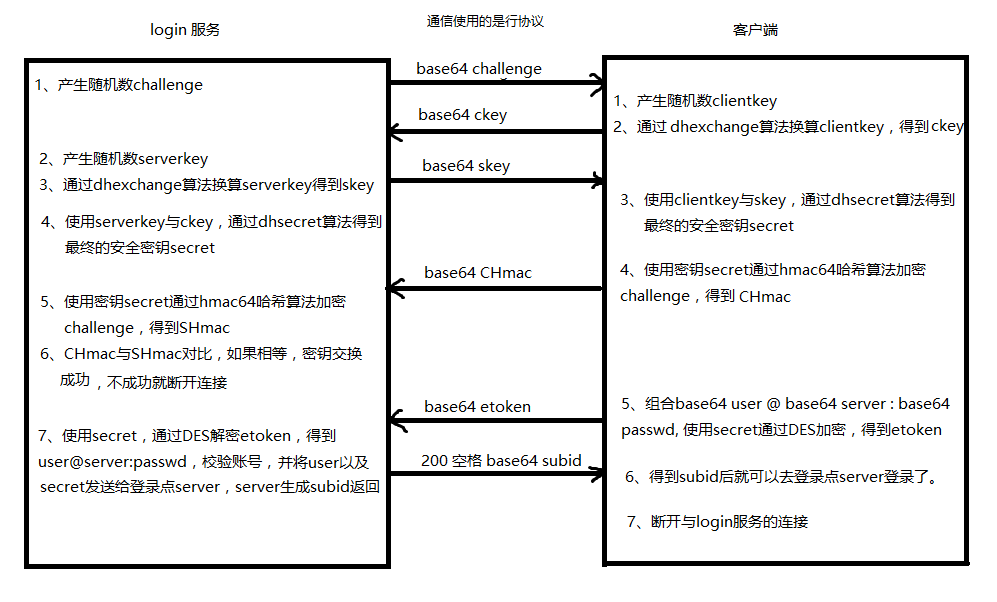 login 服务
通信使用的是行协议
客户端
1、产生随机数challenge
2、产生随机数serverkey
3、通过dhexchange算法换算serverkey得到skey
4、使用serverkey与ckey，通过dhsecret算法得到
最终的安全密钥secret
5、使用密钥secret通过hmac64哈希算法加密
challenge，得到SHmac
6、CHmac与SHmac对比，如果相等，密钥交换
成功，不成功就断开连接
7、使用secret，通过DES解密etoken，得到
user@server:passwd，校验账号，并将user以及
secret发送给登录点server，server生成subid返回
base64 challenge
base64 ckey
base64 skey
base64 CHmac
base64 etoken
200 空格 base64 subid
1、产生随机数clientkey
2、通过 dhexchange算法换算clientkey，得到ckey
3、使用clientkey与skey，通过dhsecret算法得到
最终的安全密钥secret
4、使用密钥secret通过hmac64哈希算法加密
challenge，得到 CHmac
5、组合base64 user @ base64 server : base64
passwd, 使用secret通过DES加密，得到etoken
6、得到subid后就可以去登录点server登录了。
7、断开与login服务的连接